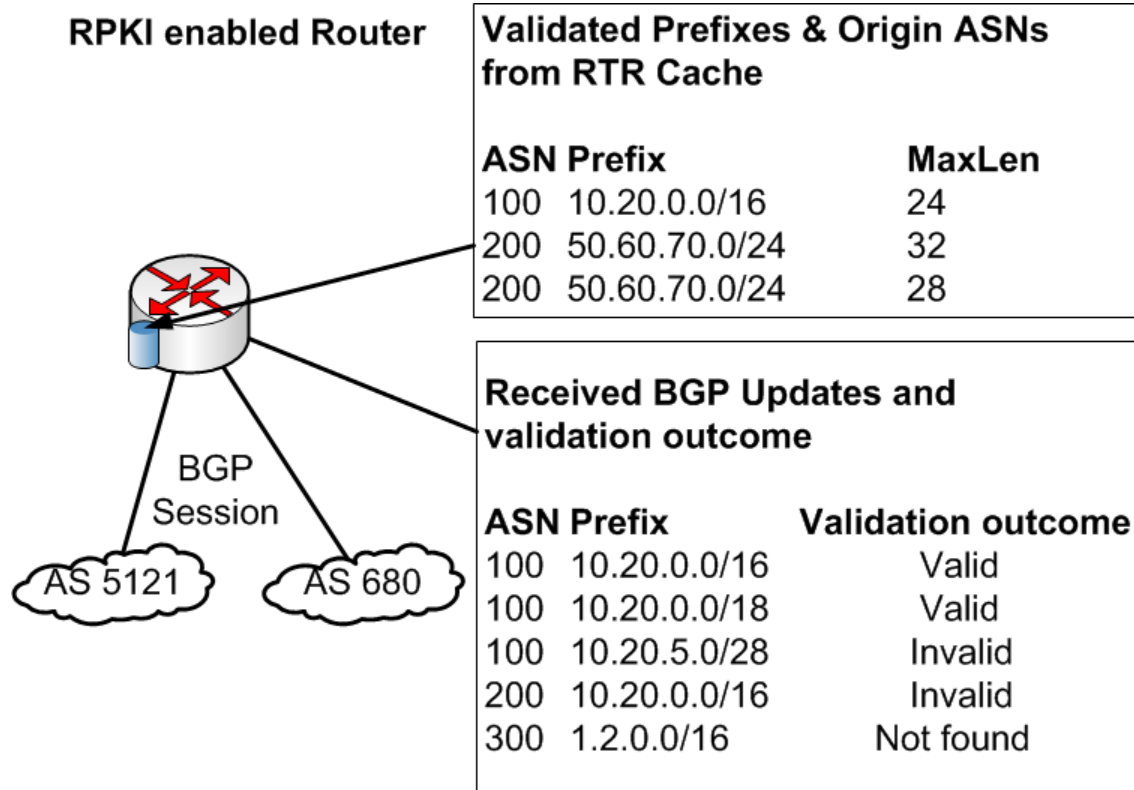 RPKI enabled Router
Validated Prefixes & Origin ASNs
from RTR Cache
ASN Prefix MaxLen
100 10.20.0.0/16 24
200 50.60.70.0/24 32
200 50.60.70.0/24 28
Received BGP Updates and
validation outcome
ASN Prefix Validation outcome
100 10.20.0.0/16 Valid
100 10.20.0.0/18 Valid
100 10.20.5.0/28 Invalid
200 10.20.0.0/16 Invalid
300 1.2.0.0/16 Not found
BGP
Session
AS 5121
AS 680